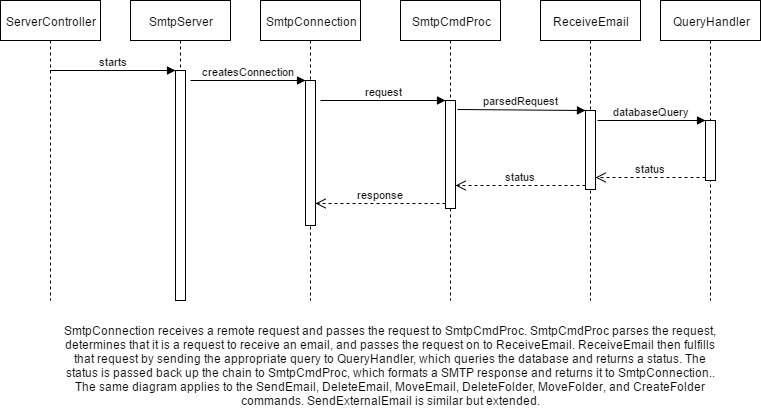 ServerController SmtpServer SmtpConnection SmtpCmdProc ReceiveEmail QueryHandler
starts
createsConnection
request
parsedRequest
databaseQuery
status
status
response
SmtpConnection receives a remote request and passes the request to SmtpCmdProc. SmtpCmdProc parses the request,
determines that it is a request to receive an email, and passes the request on to ReceiveEmail. ReceiveEmail then fulfills
that request by sending the appropriate query to QueryHandler, which queries the database and returns a status. The
status is passed back up the chain to SmtpCmdProc, which formats a SMTP response and returns it to SmtpConnection..
The same diagram applies to the SendEmail, DeleteEmail, MoveEmail, DeleteFolder, MoveFolder, and CreateFolder
commands. SendExternalEmail is similar but extended.